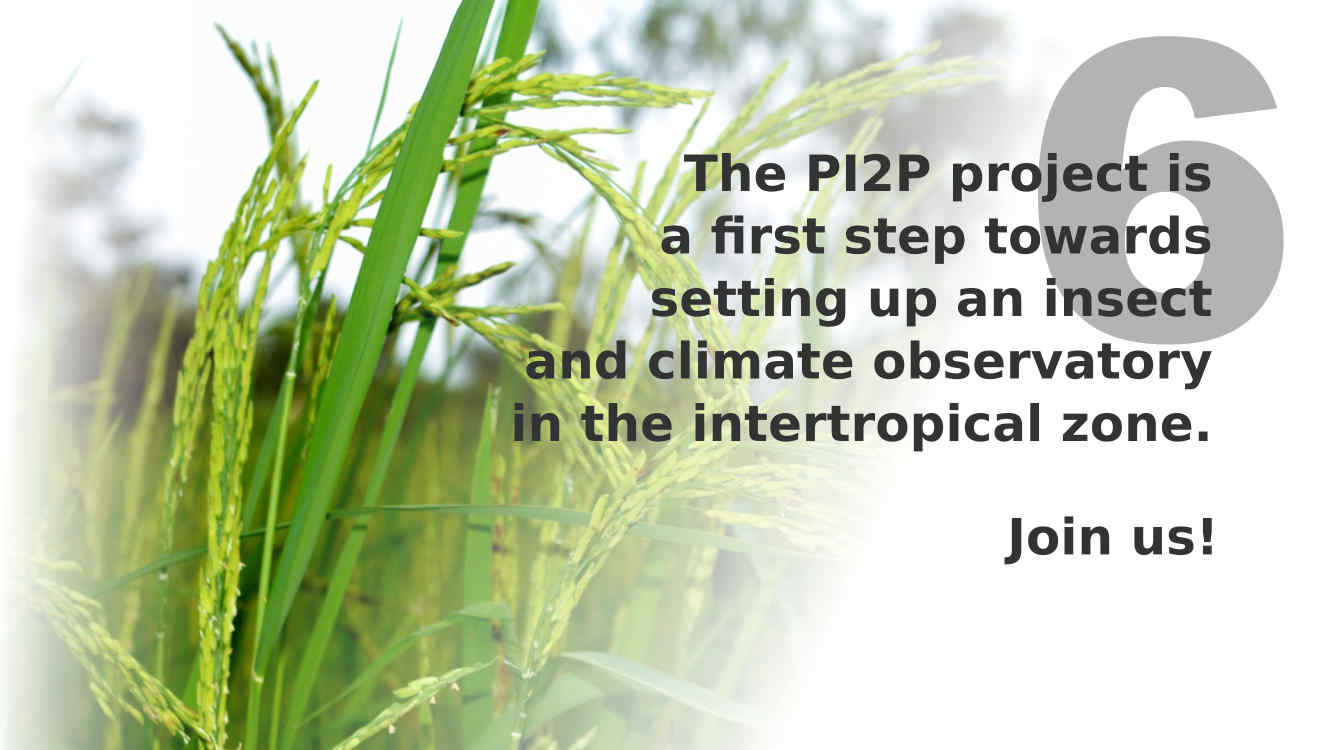 6
The PI2P project is
a first step towards
setting up an insect
and climate observatory
in the intertropical zone.
Join us!